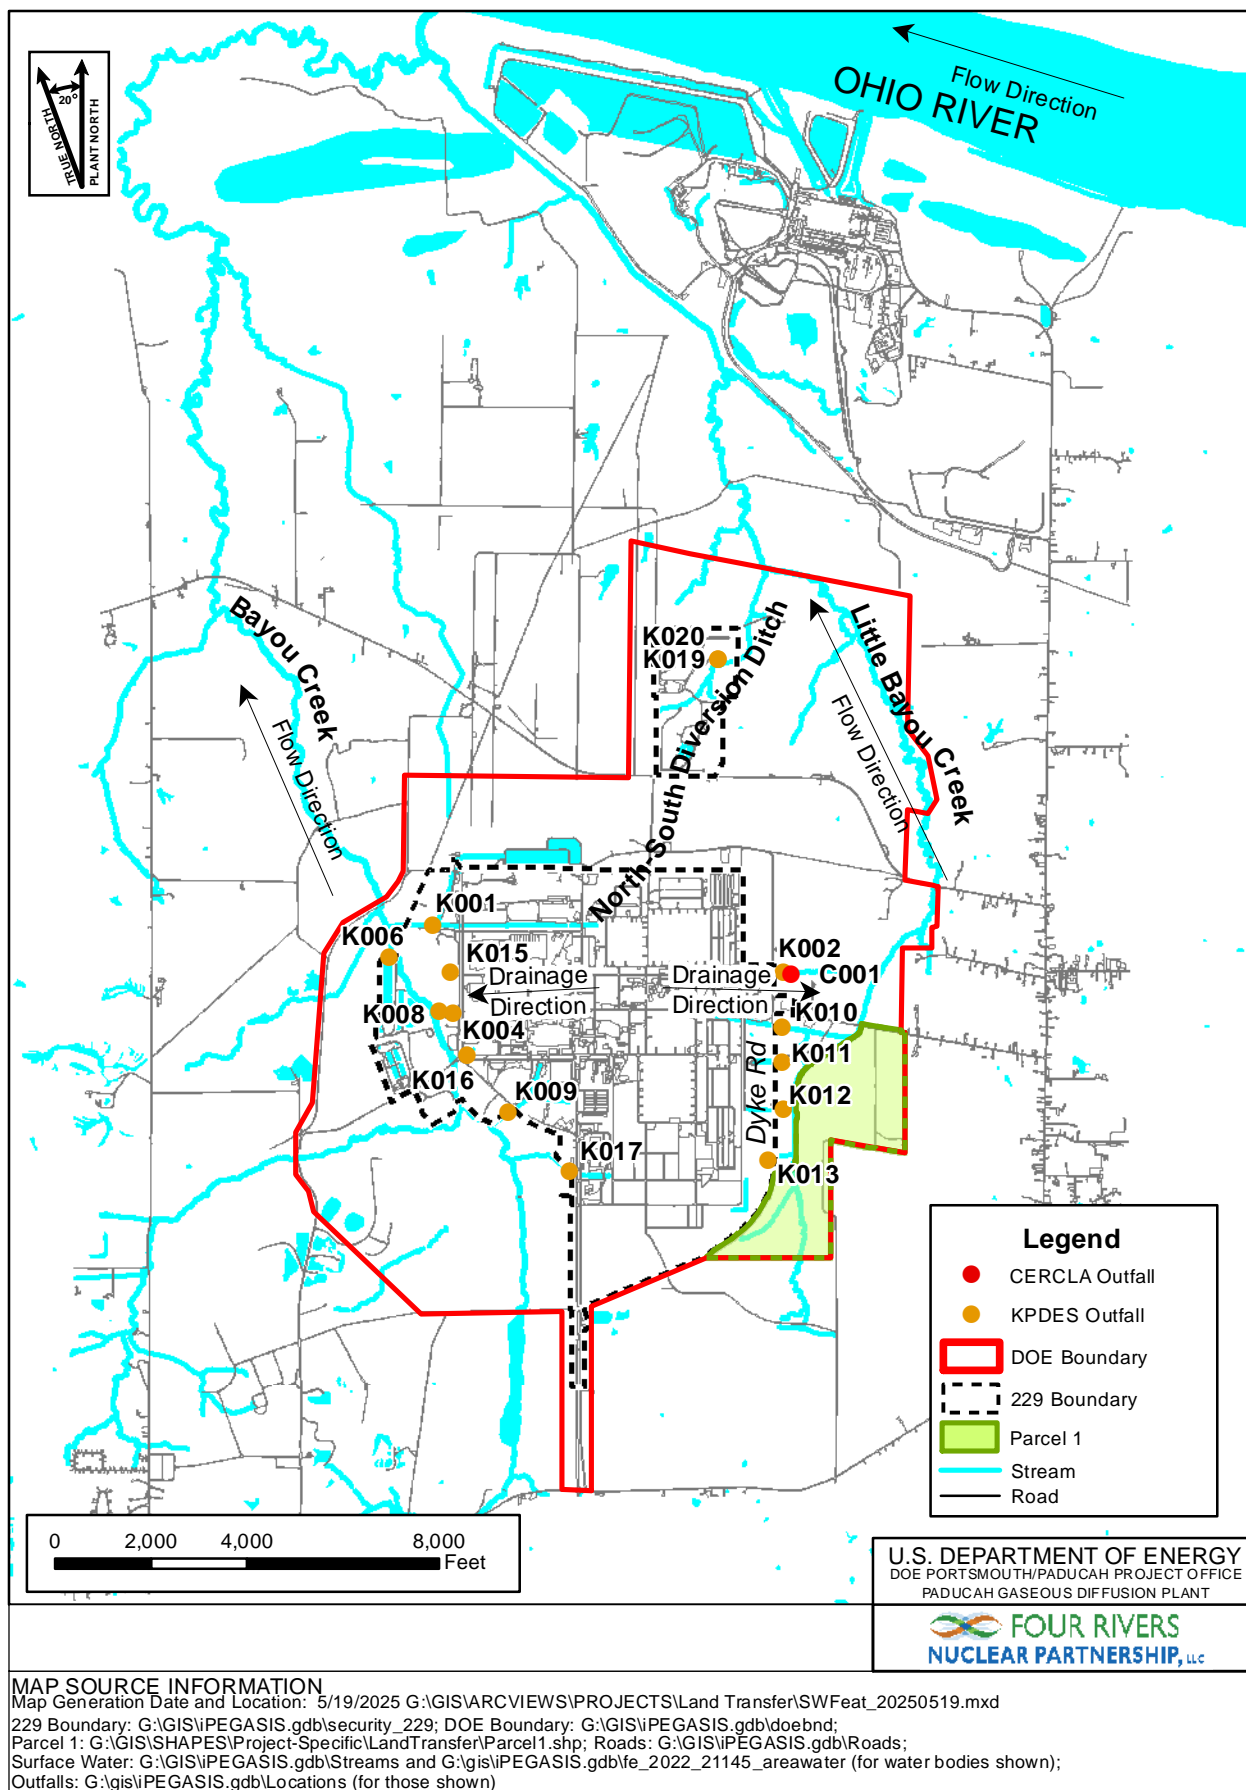 TRUE NORTH
20°
PLANT NORTH
Flow Direction
OHIO RIVER
Bayou Creek
Flow Direction
K020
K019
North-South Diversion Ditch
Little Bayou Creek
Flow Direction
K001
K006
K015
K002
C001
Drainage
Direction
Drainage
Direction
K008
K004
K010
K011
K016
K009
K012
Dyke Rd
K017
K013
Legend
CERCLA Outfall
KPDES Outfall
DOE Boundary
229 Boundary
Parcel 1
Stream
Road
0 2,000 4,000 8,000
Feet
U.S. DEPARTMENT OF ENERGY
DOE PORTSMOUTH/PADUCAH PROJECT OFFICE
PADUCAH GASEOUS DIFFUSION PLANT
FOUR RIVERS
NUCLEAR PARTNERSHIP, LLC
MAP SOURCE INFORMATION
Map Generation Date and Location: 5/19/2025 G:\GIS\ARCVIEWS\PROJECTS\Land Transfer\SWFeat_20250519.mxd
229 Boundary: G:\GIS\iPEGASIS.gdb\security_229; DOE Boundary: G:\GIS\iPEGASIS.gdb\doebnd;
Parcel 1: G:\GIS\SHAPES\Project-Specific\LandTransfer\Parcel1.shp; Roads: G:\GIS\iPEGASIS.gdb\Roads;
Surface Water: G:\GIS\iPEGASIS.gdb\Streams and G:\gis\iPEGASIS.gdb\fe_2022_21145_areawater (for water bodies shown);
Outfalls: G:\gis\iPEGASIS.gdb\Locations (for those shown)